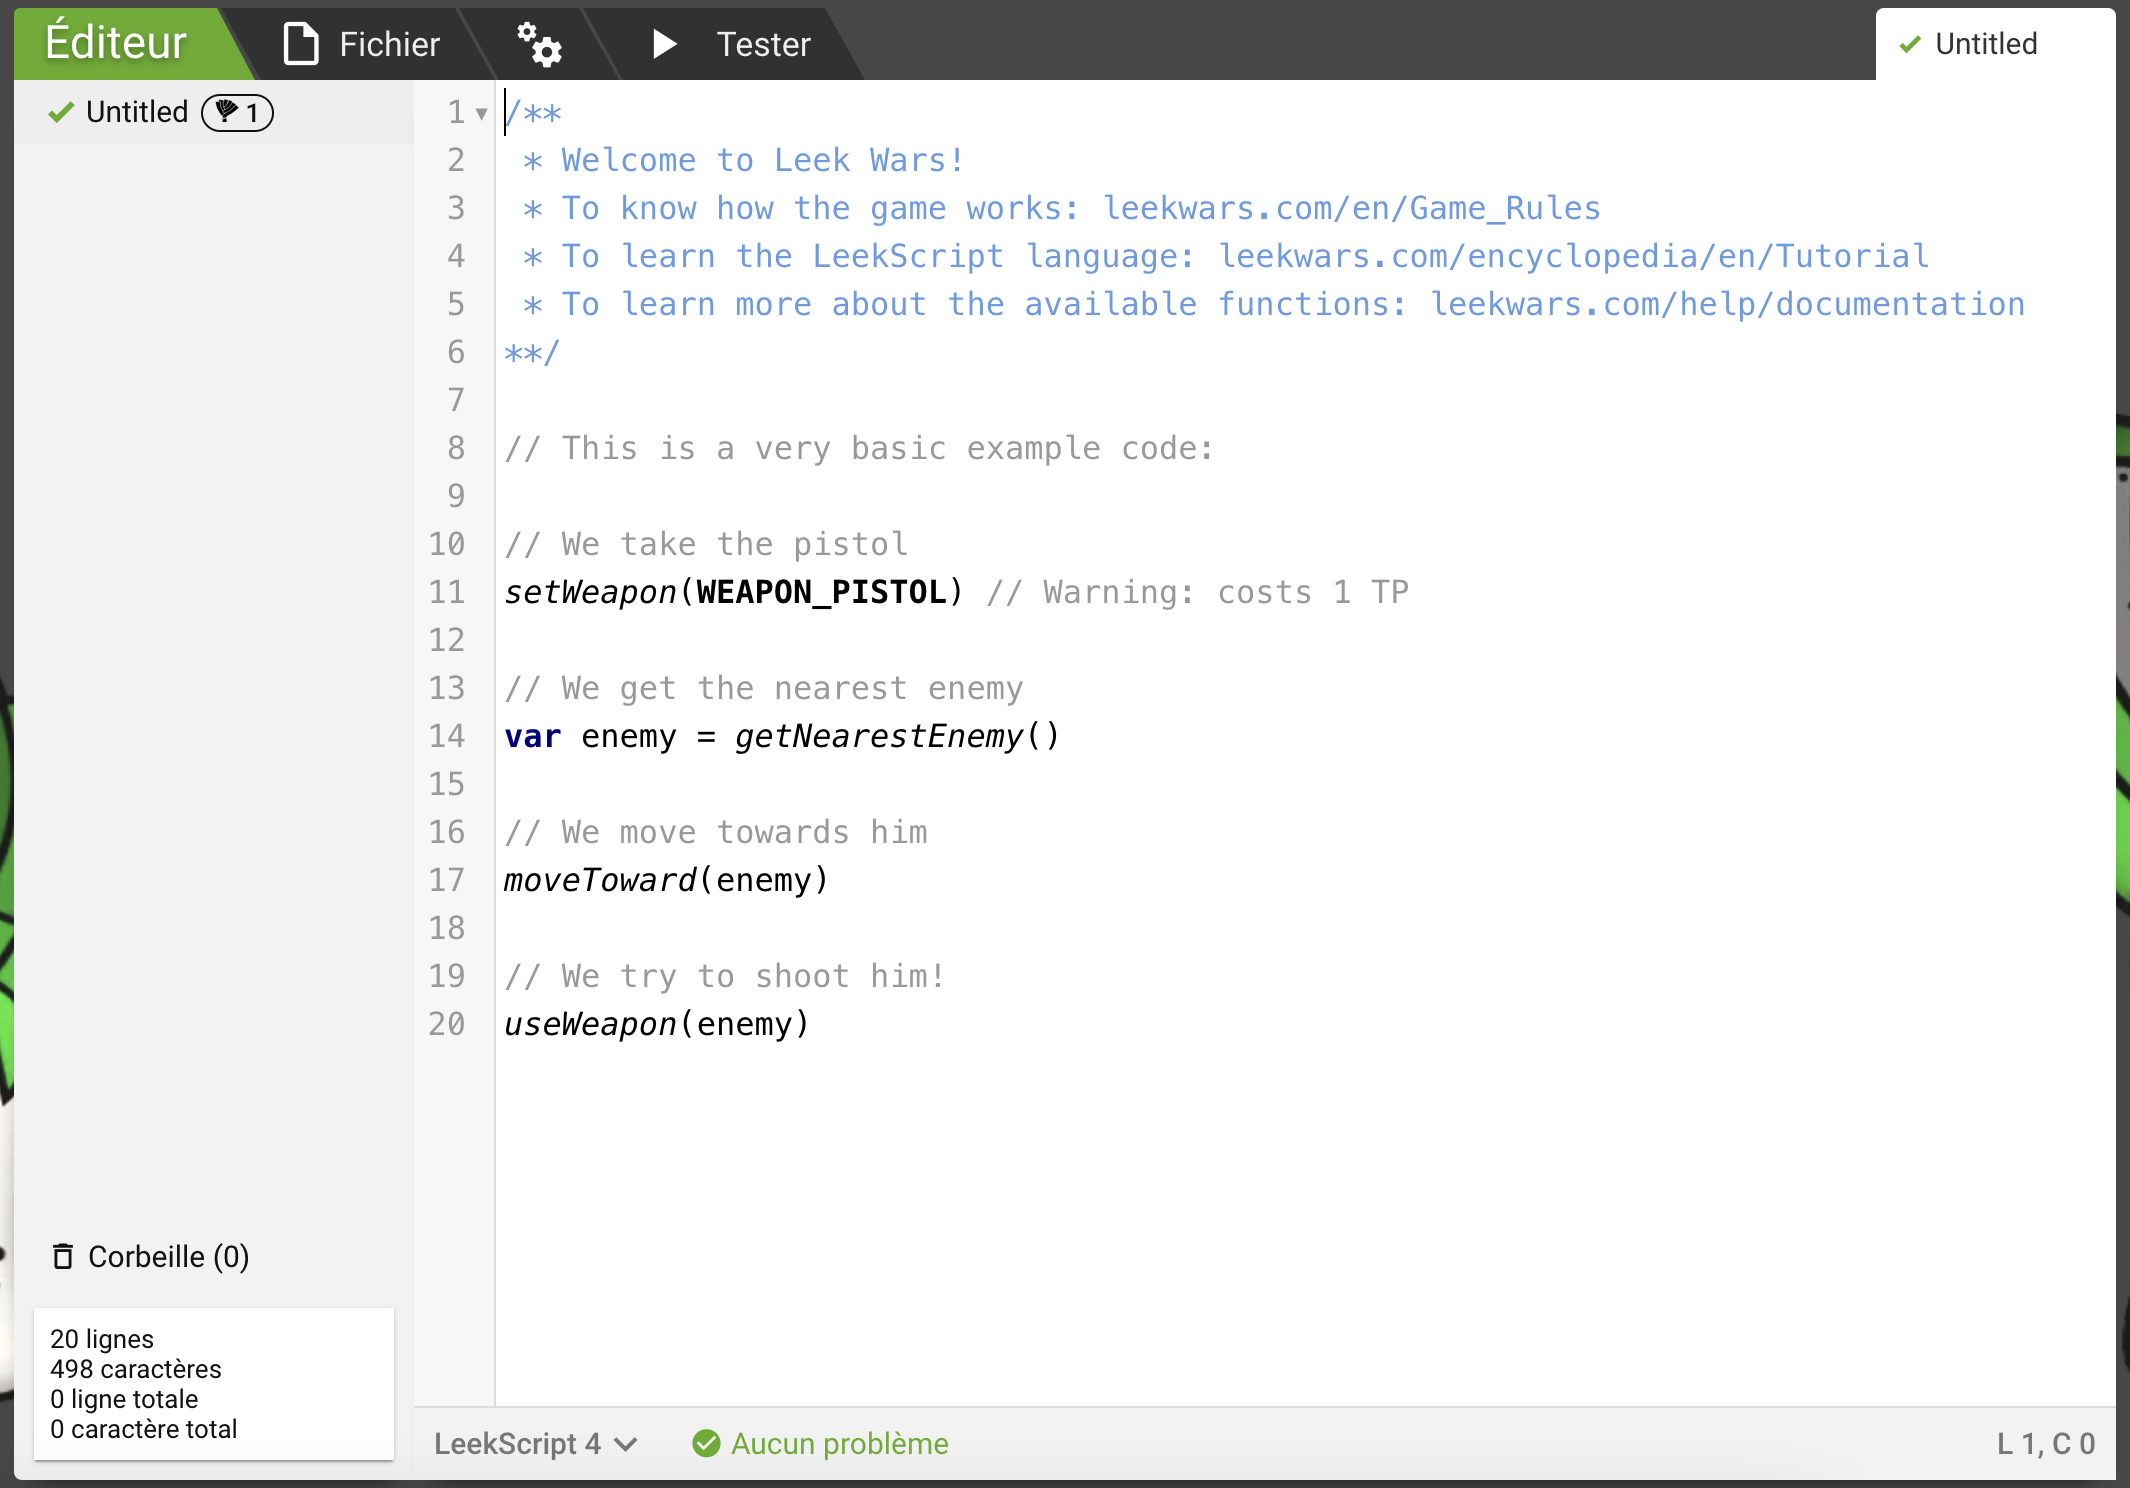 Éditeur
Fichier
Tester
Untitled
Untitled 1
1 /**
2  * Welcome to Leek Wars!
3  * To know how the game works: leekwars.com/en/Game_Rules
4  * To learn the LeekScript language: leekwars.com/encyclopedia/en/Tutorial
5  * To learn more about the available functions: leekwars.com/help/documentation
6 **/
7
8 // This is a very basic example code:
9
10 // We take the pistol
11 setWeapon(WEAPON_PISTOL) // Warning: costs 1 TP
12
13 // We get the nearest enemy
14 var enemy = getNearestEnemy()
15
16 // We move towards him
17 moveToward(enemy)
18
19 // We try to shoot him!
20 useWeapon(enemy)
Corbeille (0)
20 lignes
498 caractères
0 ligne totale
0 caractère total
LeekScript 4
Aucun problème
L 1, C 0